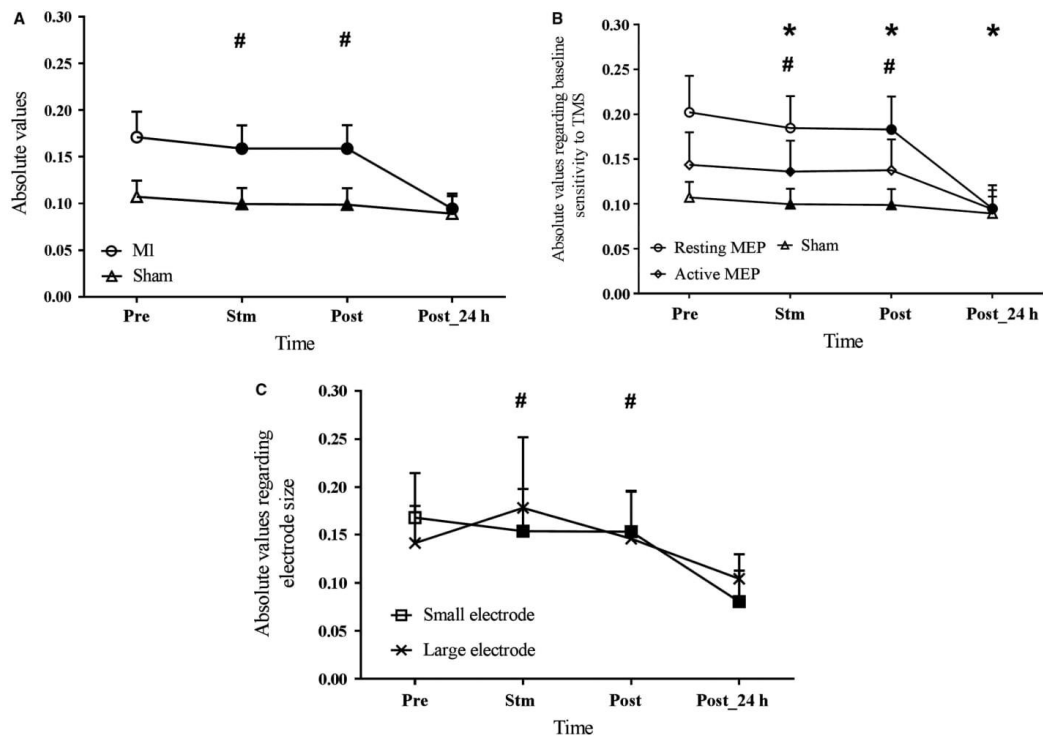 A
Absolute values
0.30
0.25
0.20
0.15
0.10
0.05
0.00
# #
M1
Sham
Pre Stm Post Post_24 h
Time
B
Absolute values regarding baseline
sensitivity to TMS
0.30
0.25
0.20
0.15
0.10
0.05
0.00
* * *
# #
Resting MEP Sham
Active MEP
Pre Stm Post Post_24 h
Time
C
Absolute values regarding
electrode size
0.30
0.25
0.20
0.15
0.10
0.05
0.00
# #
Small electrode
Large electrode
Pre Stm Post Post_24 h
Time